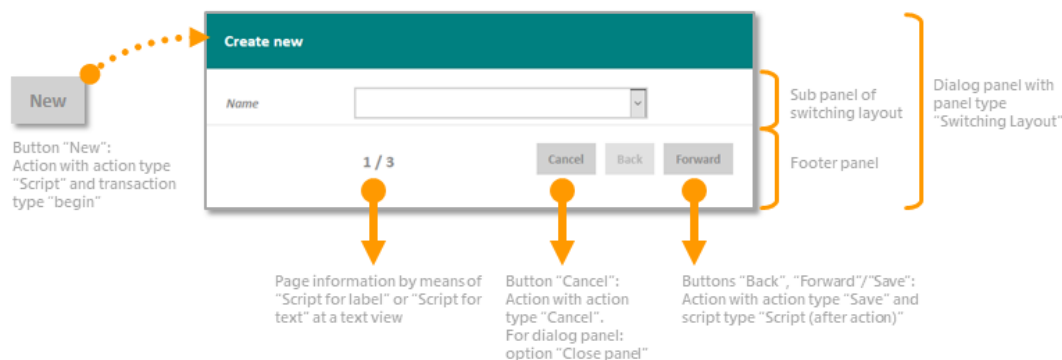 Create new
New
Name
Sub panel of
switching layout
Dialog panel with
panel type
"Switching Layout"
Button "New":
Action with action type
"Script" and transaction
type "begin"
1 / 3
Cancel
Back
Forward
Footer panel
Page information by means of
"Script for label" or "Script for
text" at a text view
Button "Cancel":
Action with action
type "Cancel".
For dialog panel:
option "Close panel"
Buttons "Back", "Forward"/"Save":
Action with action type "Save" and
script type "Script (after action)"